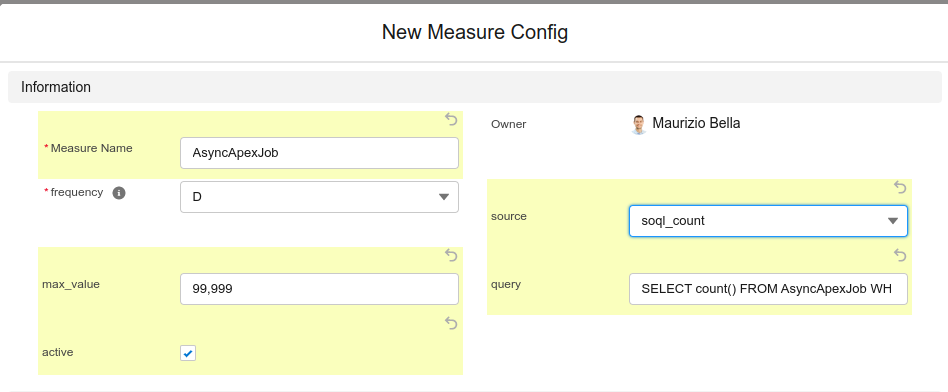 New Measure Config
Information
* Measure Name
AsyncApexJob
Owner
Maurizio Bella
* frequency
D
source
soql_count
max_value
99,999
query
SELECT count() FROM AsyncApexJob WH
active